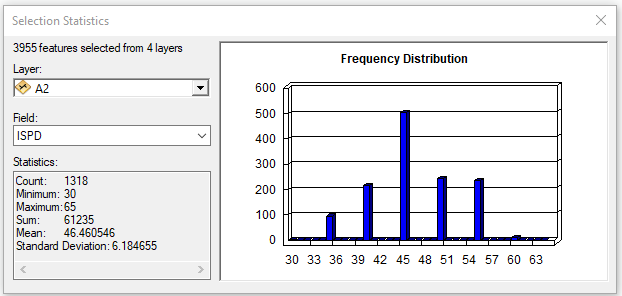 Selection Statistics
3955 features selected from 4 layers
Layer:
A2
Field:
ISPD
Statistics:
Count: 1318
Minimum: 30
Maximum: 65
Sum: 61235
Mean: 46.460546
Standard Deviation: 6.184655
Frequency Distribution
600
500
400
300
200
100
0
30 33 36 39 42 45 48 51 54 57 60 63